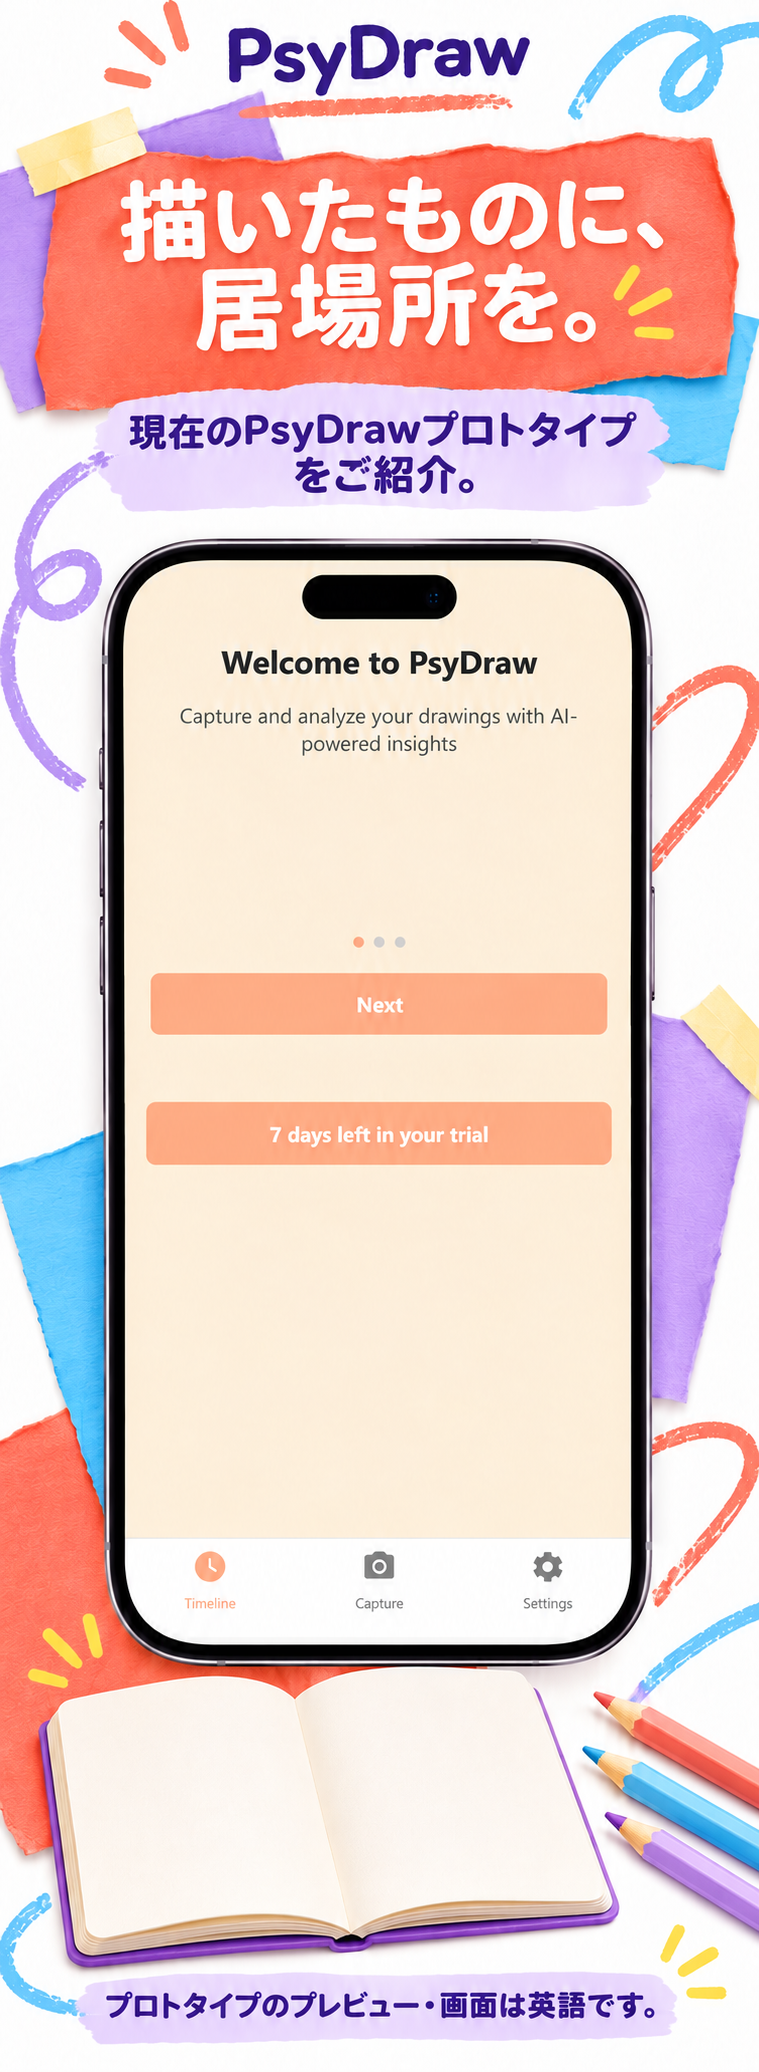 PsyDraw
描いたものに、
居場所を。
現在のPsyDrawプロトタイプ
をご紹介。
Welcome to PsyDraw
Capture and analyze your drawings with AI-
powered insights
Next
7 days left in your trial
Timeline
Capture
Settings
プロトタイプのプレビュー・画面は英語です。